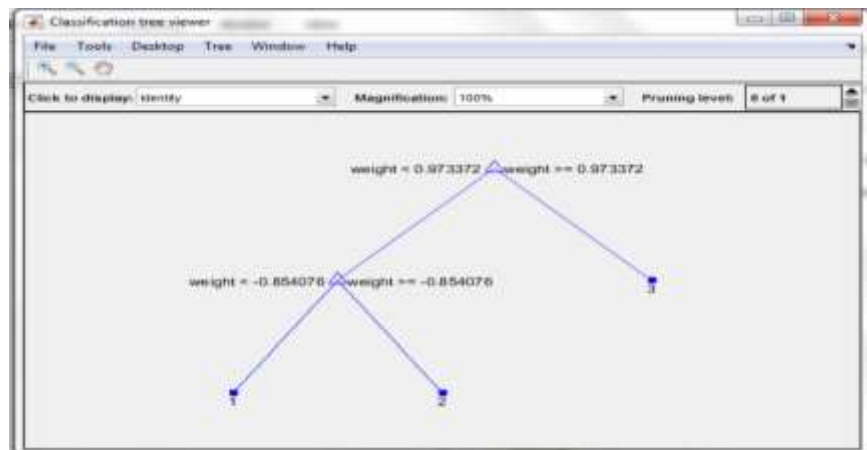 Classification tree viewer
File Tools Desktop Tree Window Help
Click to display: Identity Magnification: 100% Pruning level: 0 of 1
weight < 0.973372 weight >= 0.973372
weight < -0.854076 weight >= -0.854076
3
1 2